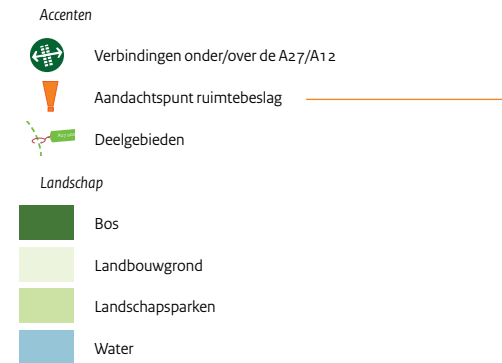 Accenten
Verbindingen onder/over de A27/A12
Aandachtspunt ruimtebeslag
Deelgebieden
Landschap
Bos
Landbouwgrond
Landschapsparken
Water